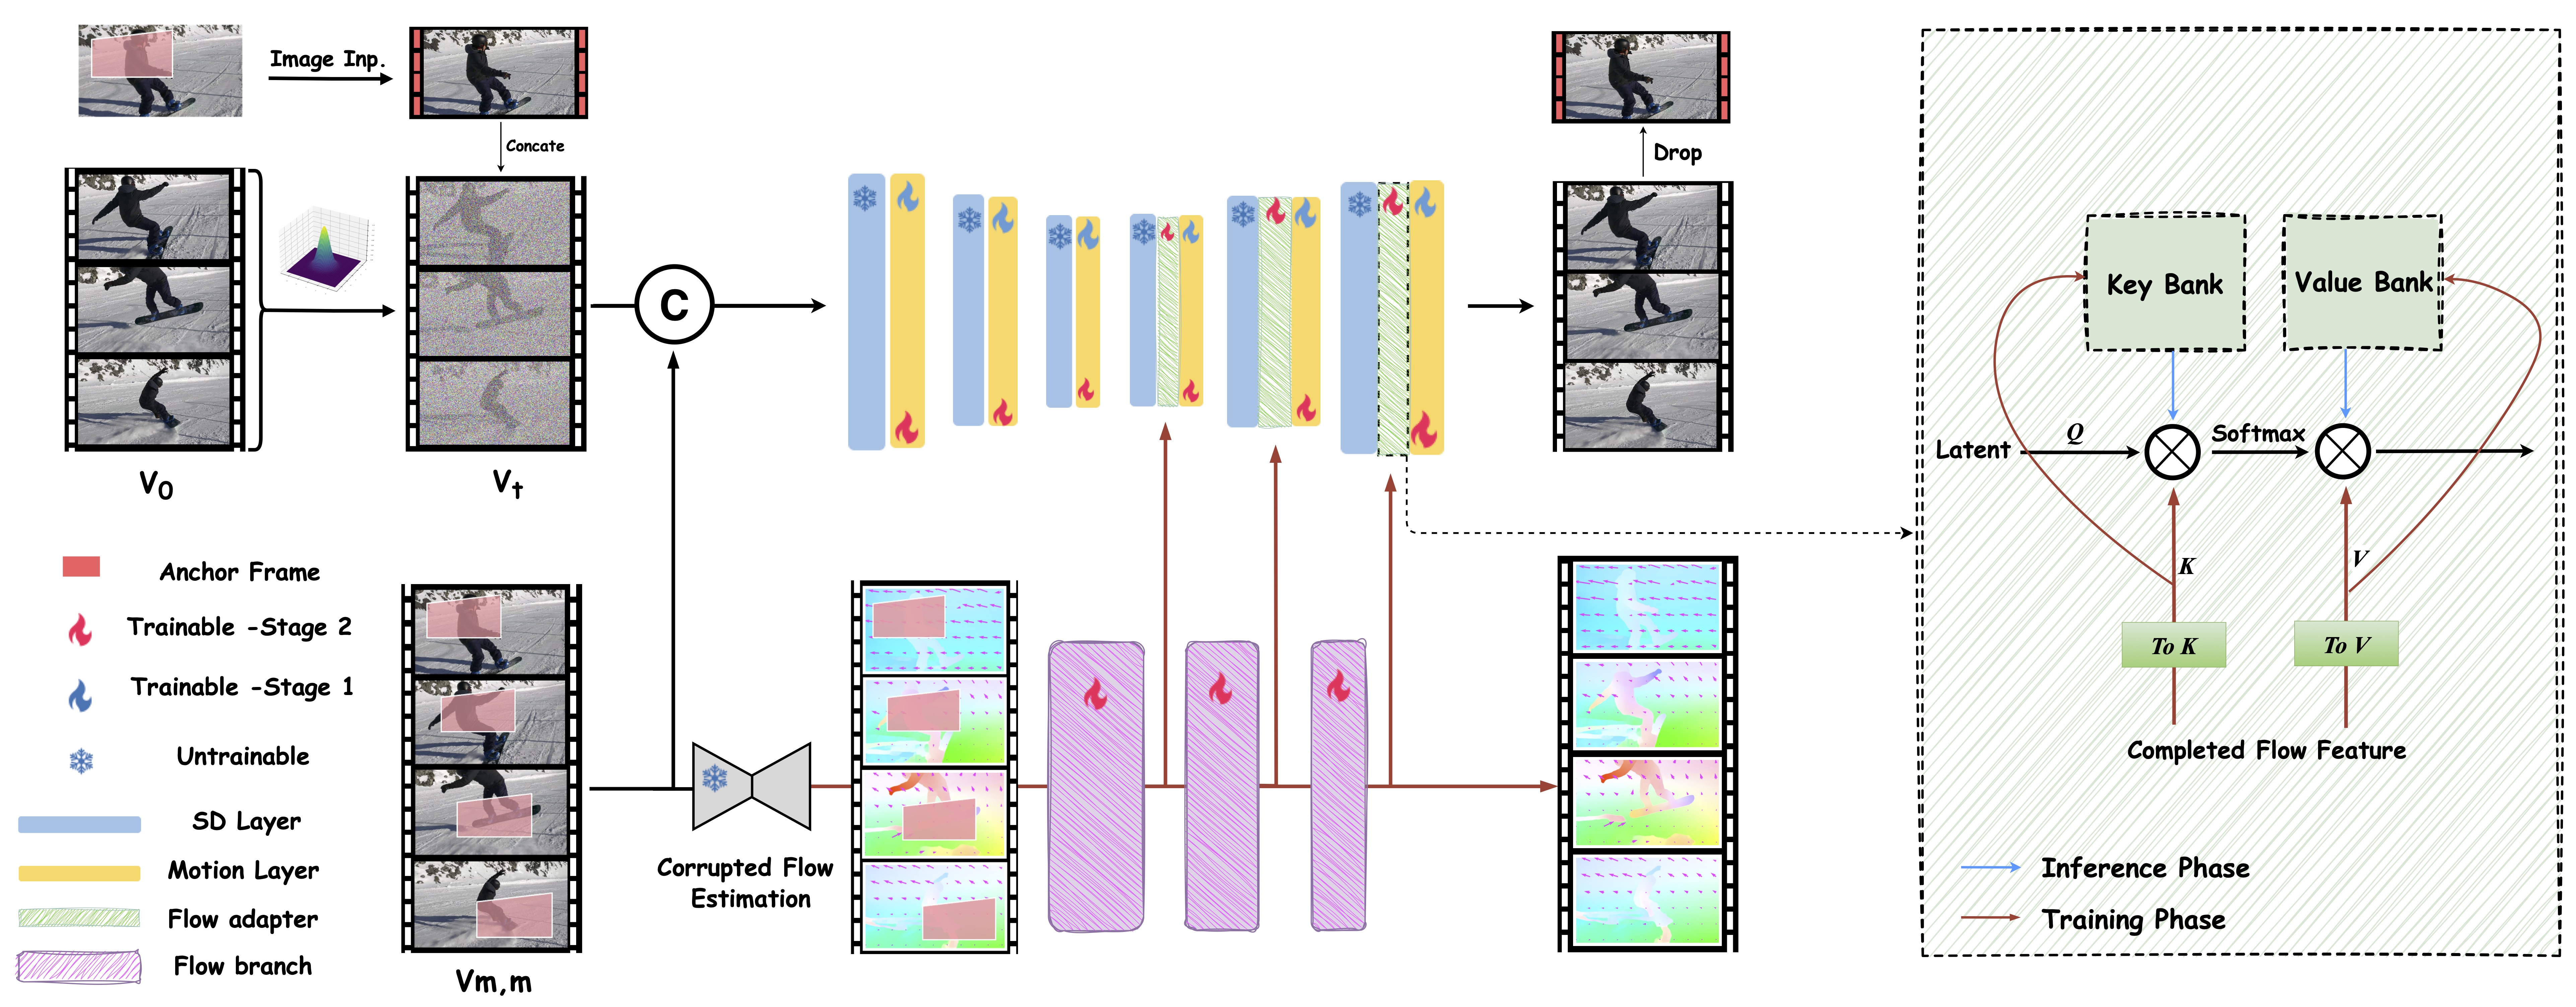 Image Inp.
Concate
Drop
V0
Vt
C
Anchor Frame
Trainable -Stage 2
Trainable -Stage 1
Untrainable
SD Layer
Motion Layer
Flow adapter
Flow branch
Vm,m
Corrupted Flow
Estimation
Key Bank
Value Bank
Latent
Q
Softmax
K
V
To K
To V
Completed Flow Feature
Inference Phase
Training Phase